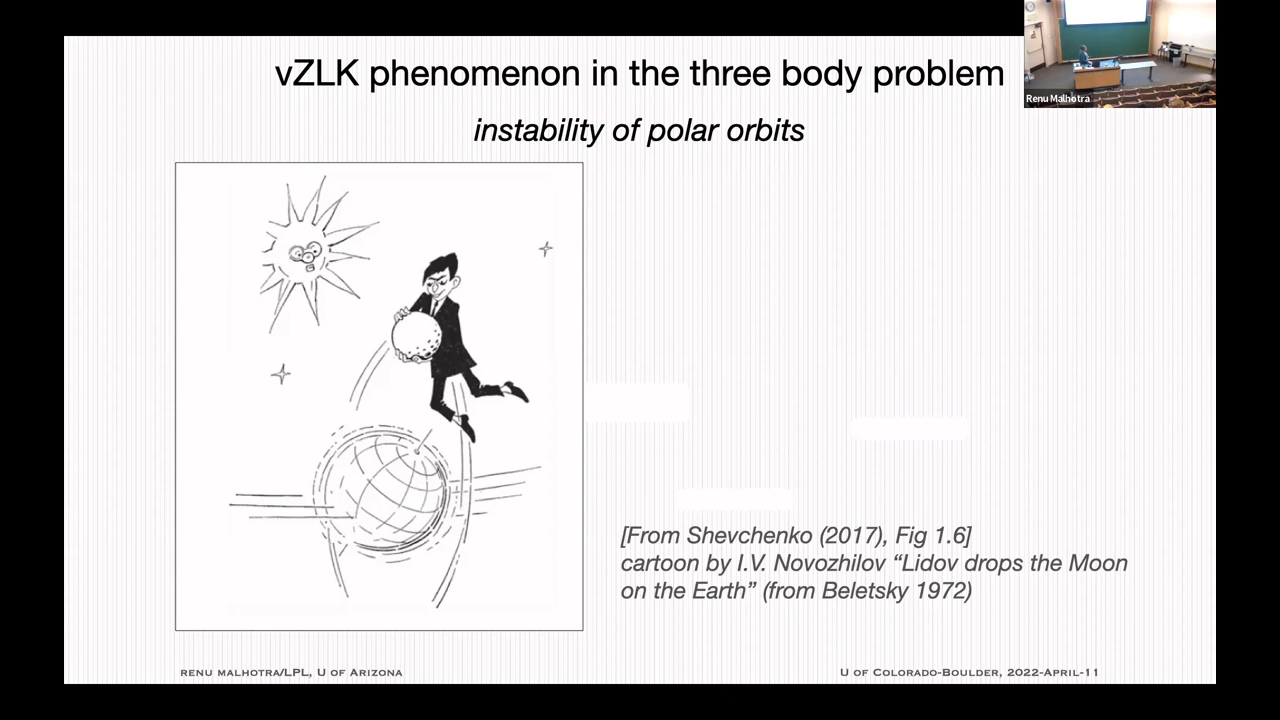 vZLK phenomenon in the three body problem
instability of polar orbits
Renu Malhotra
[From Shevchenko (2017), Fig 1.6]
cartoon by I.V. Novozhilov “Lidov drops the Moon
on the Earth” (from Beletsky 1972)
RENU MALHOTRA/LPL, U OF ARIZONA
U OF COLORADO-BOULDER, 2022-APRIL-11